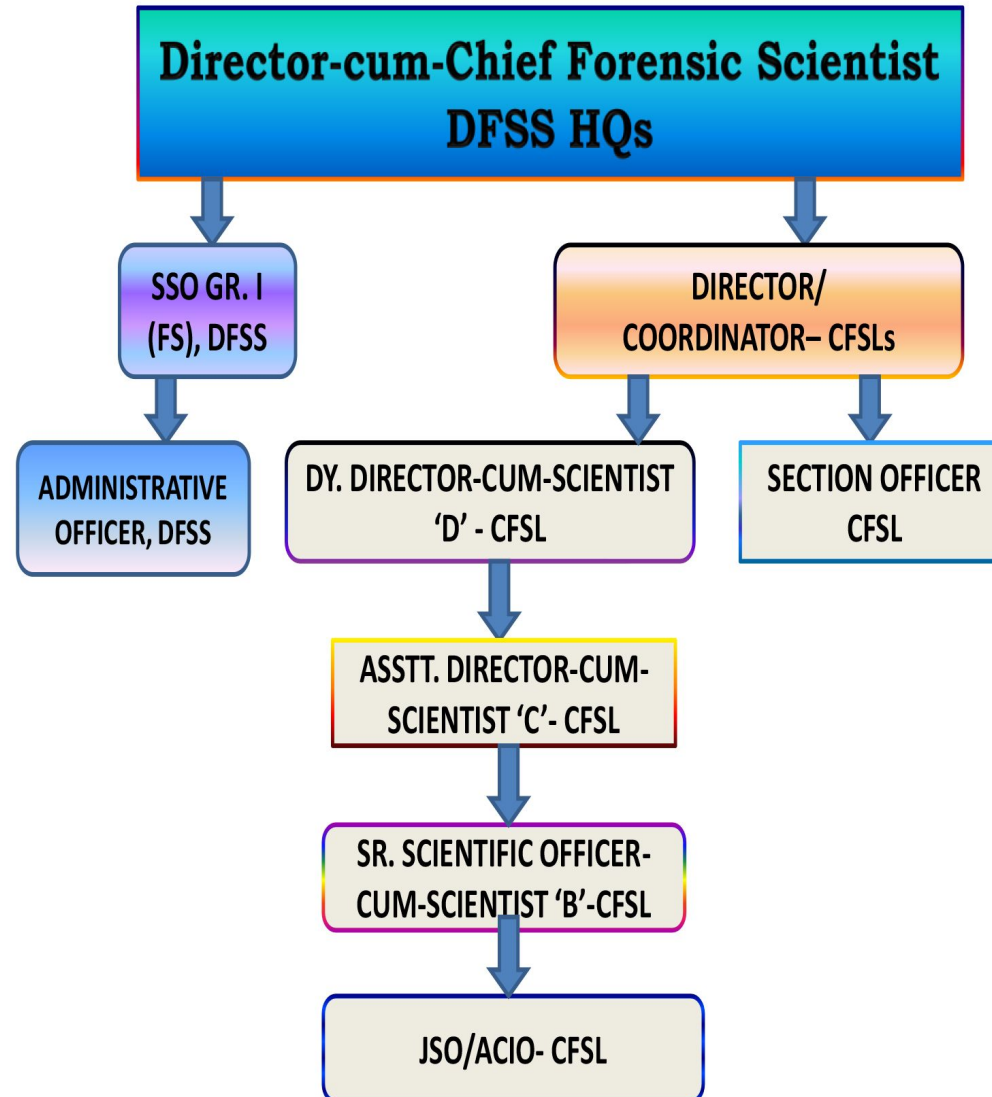 Director-cum-Chief Forensic Scientist
DFSS HQs
SSO GR. I
(FS), DFSS
DIRECTOR/
COORDINATOR– CFSLs
ADMINISTRATIVE
OFFICER, DFSS
DY. DIRECTOR-CUM-SCIENTIST
‘D’ - CFSL
SECTION OFFICER
CFSL
ASSTT. DIRECTOR-CUM-
SCIENTIST ‘C’- CFSL
SR. SCIENTIFIC OFFICER-
CUM-SCIENTIST ‘B’-CFSL
JSO/ACIO- CFSL